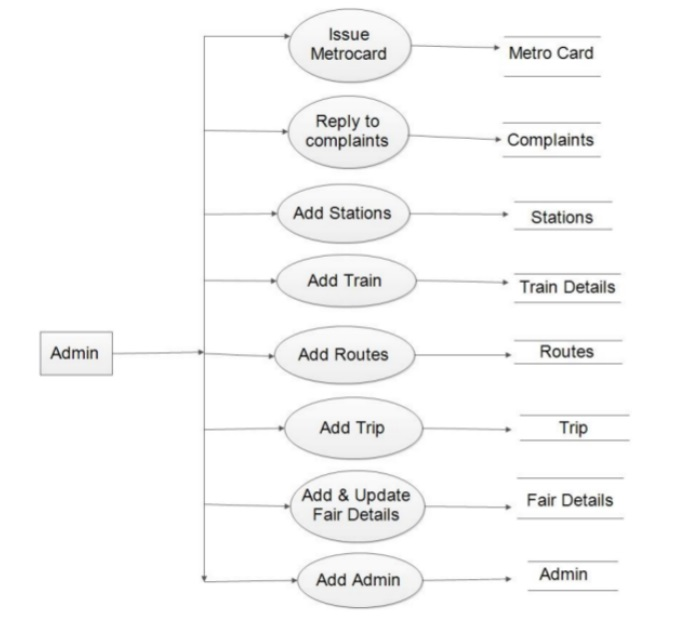 Issue
Metrocard
Metro Card
Reply to
complaints
Complaints
Add Stations
Stations
Add Train
Train Details
Admin
Add Routes
Routes
Add Trip
Trip
Add & Update
Fair Details
Fair Details
Add Admin
Admin